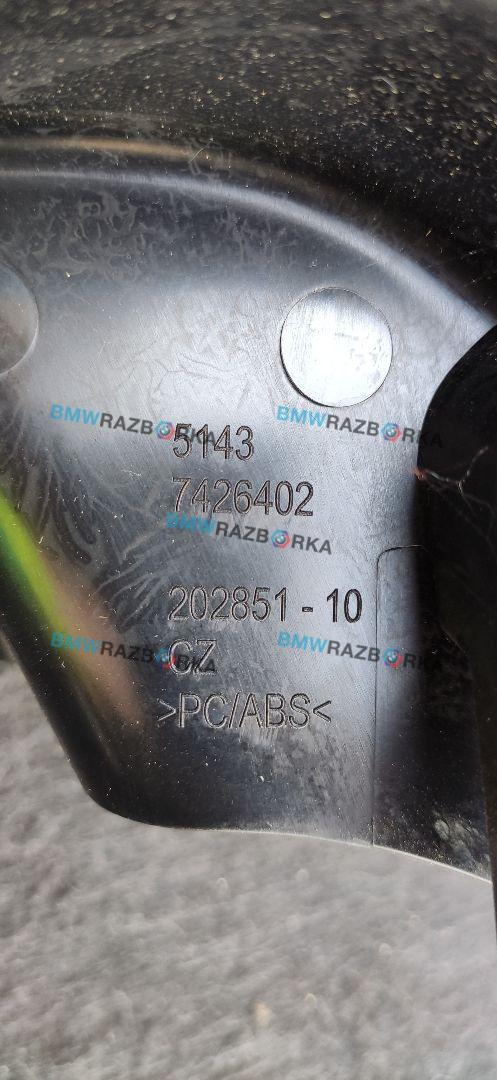 BMWRAZBORKA BMWRAZBORKA
5143
7426402
BMWRAZBORKA
202851 - 10
BMWRAZBORKA BMWRAZBORKA
CZ
>PC/ABS<